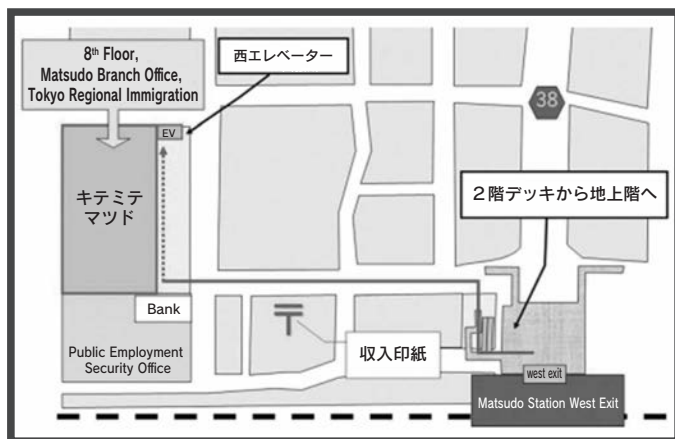 8th Floor,
Matsudo Branch Office,
Tokyo Regional Immigration
西エレベーター
38
EV
キテミテ
マツド
2階デッキから地上階へ
Bank
〒
収入印紙
Public Employment
Security Office
west exit
Matsudo Station West Exit